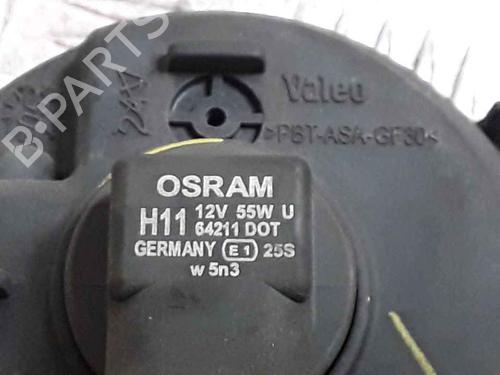 B-PARTS
Valeo
>PBT-ASA-GF30<
OSRAM
H11 12V 55W U
64211 DOT
GERMANY E1 25S
w 5n3